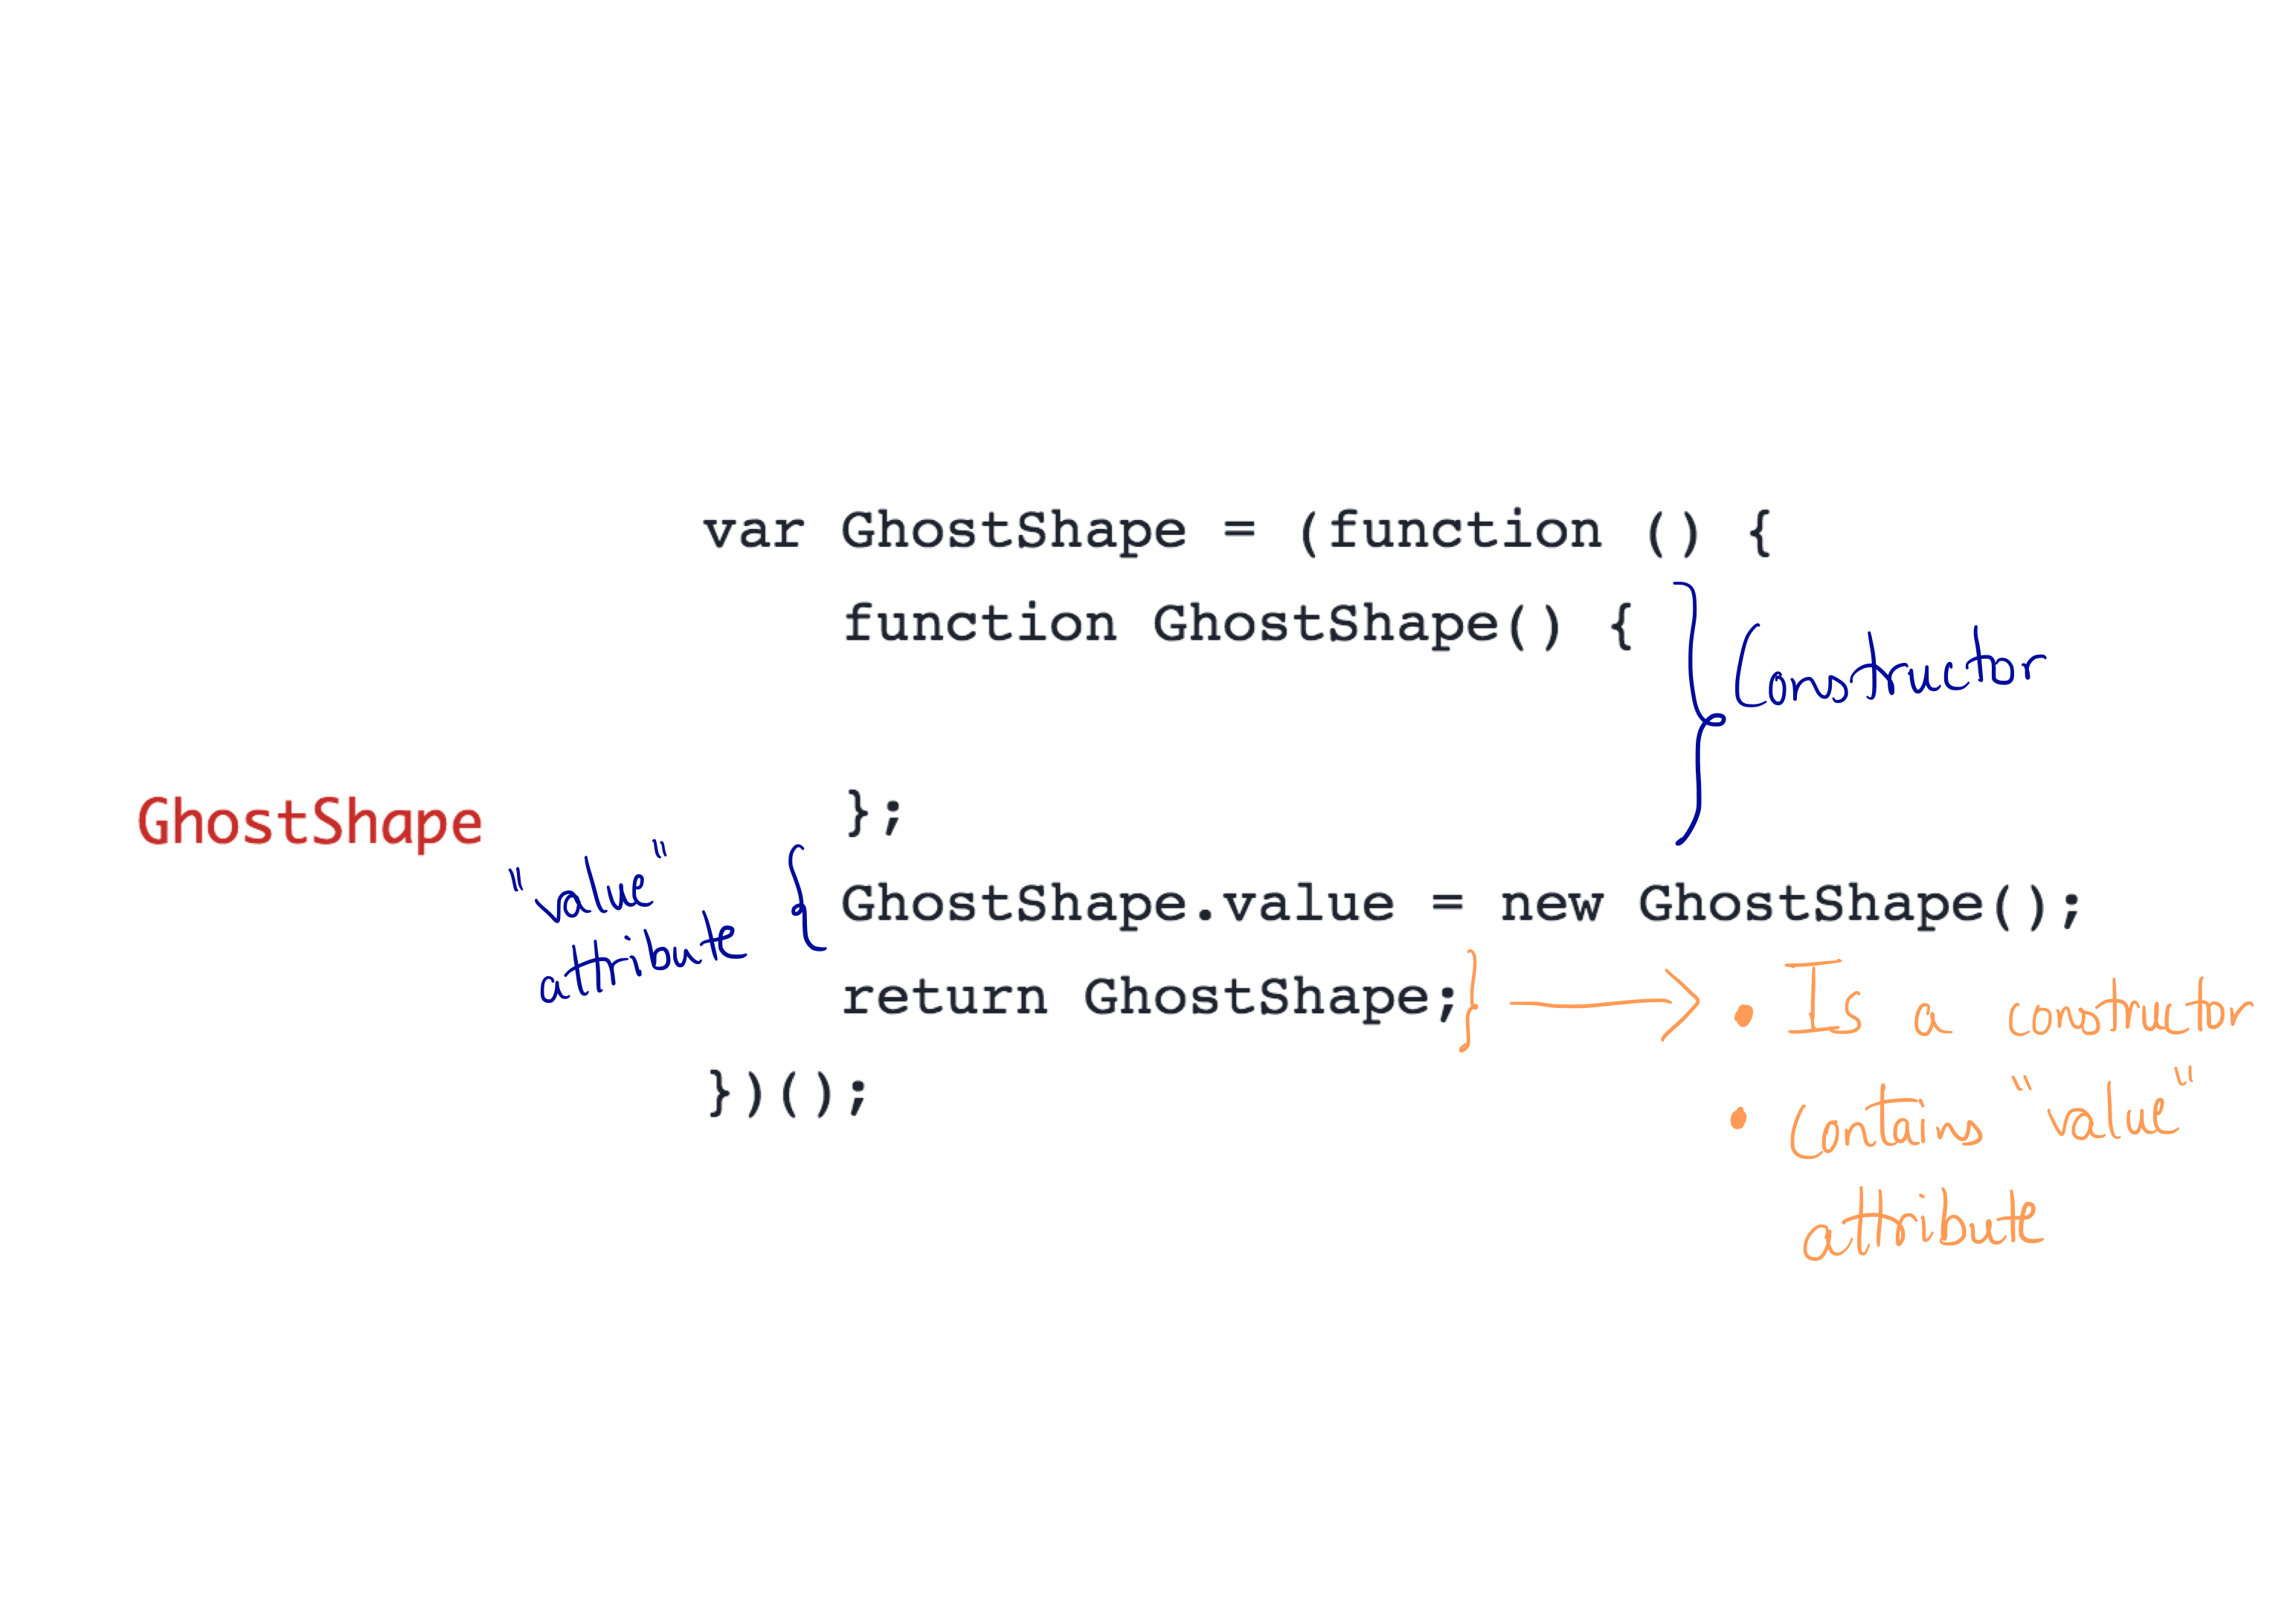 var GhostShape = (function () {
function GhostShape() {
Constructor
};
GhostShape
"value"
attribute
GhostShape.value = new GhostShape();
return GhostShape;
• Is a constructor
• Contains "value"
attribute
})();